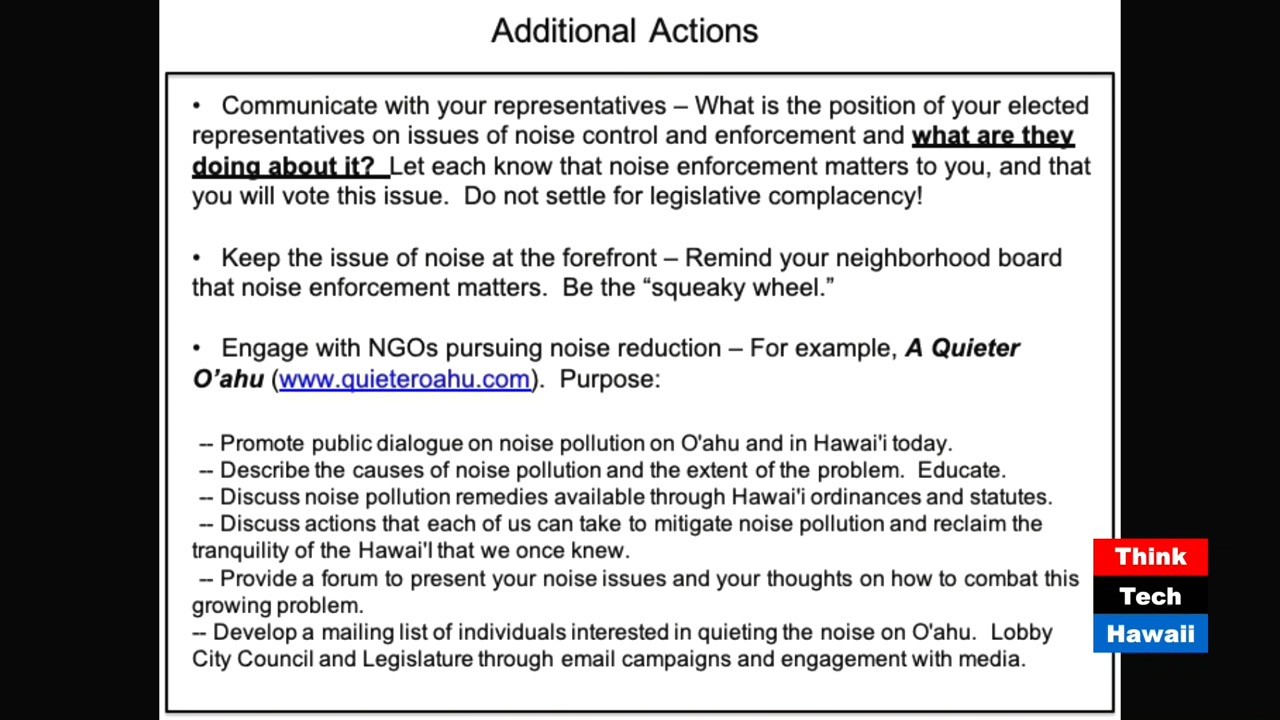 Additional Actions
• Communicate with your representatives – What is the position of your elected
representatives on issues of noise control and enforcement and what are they
doing about it? Let each know that noise enforcement matters to you, and that
you will vote this issue. Do not settle for legislative complacency!
• Keep the issue of noise at the forefront – Remind your neighborhood board
that noise enforcement matters. Be the “squeaky wheel.”
• Engage with NGOs pursuing noise reduction – For example, A Quieter
O’ahu (www.quieteroahu.com). Purpose:
-- Promote public dialogue on noise pollution on O'ahu and in Hawai'i today.
-- Describe the causes of noise pollution and the extent of the problem. Educate.
-- Discuss noise pollution remedies available through Hawai'i ordinances and statutes.
-- Discuss actions that each of us can take to mitigate noise pollution and reclaim the
tranquility of the Hawai'I that we once knew.
-- Provide a forum to present your noise issues and your thoughts on how to combat this
growing problem.
-- Develop a mailing list of individuals interested in quieting the noise on O'ahu. Lobby
City Council and Legislature through email campaigns and engagement with media.
Think
Tech
Hawaii